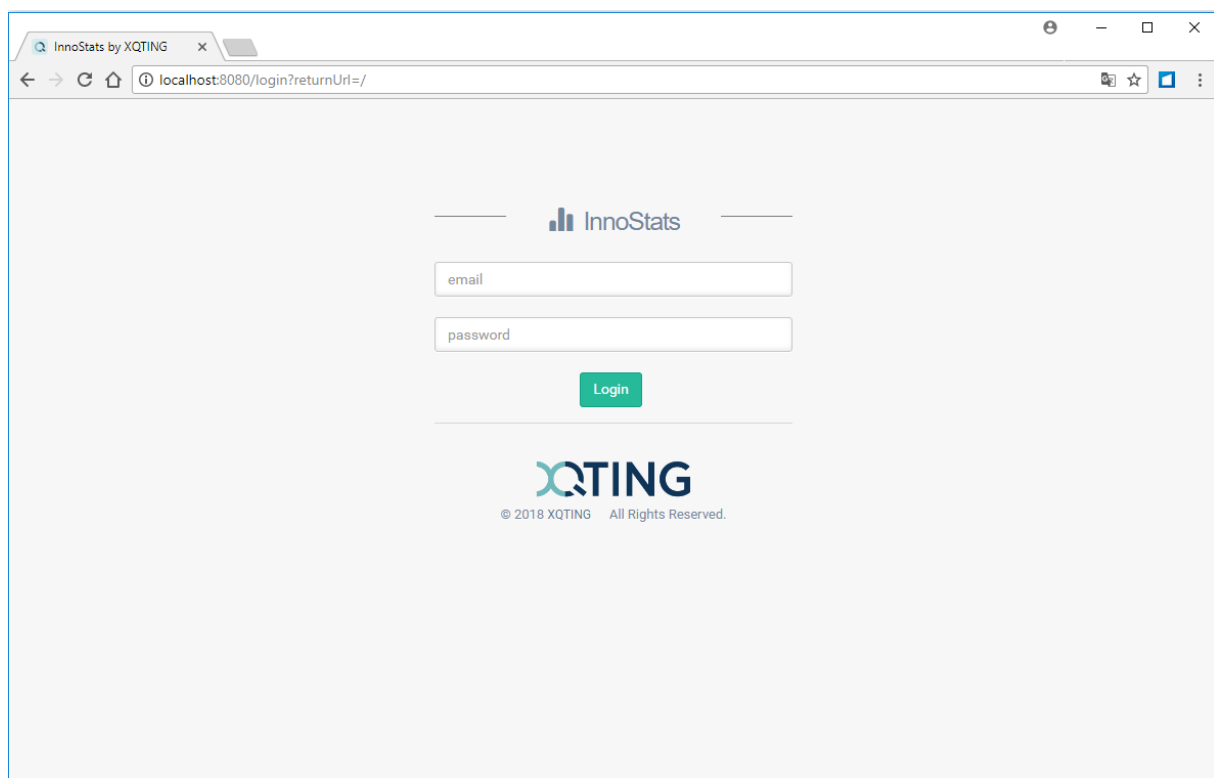 InnoStats by XQTING
localhost:8080/login?returnUrl=/
InnoStats
email
password
Login
XQTING
© 2018 XQTING All Rights Reserved.